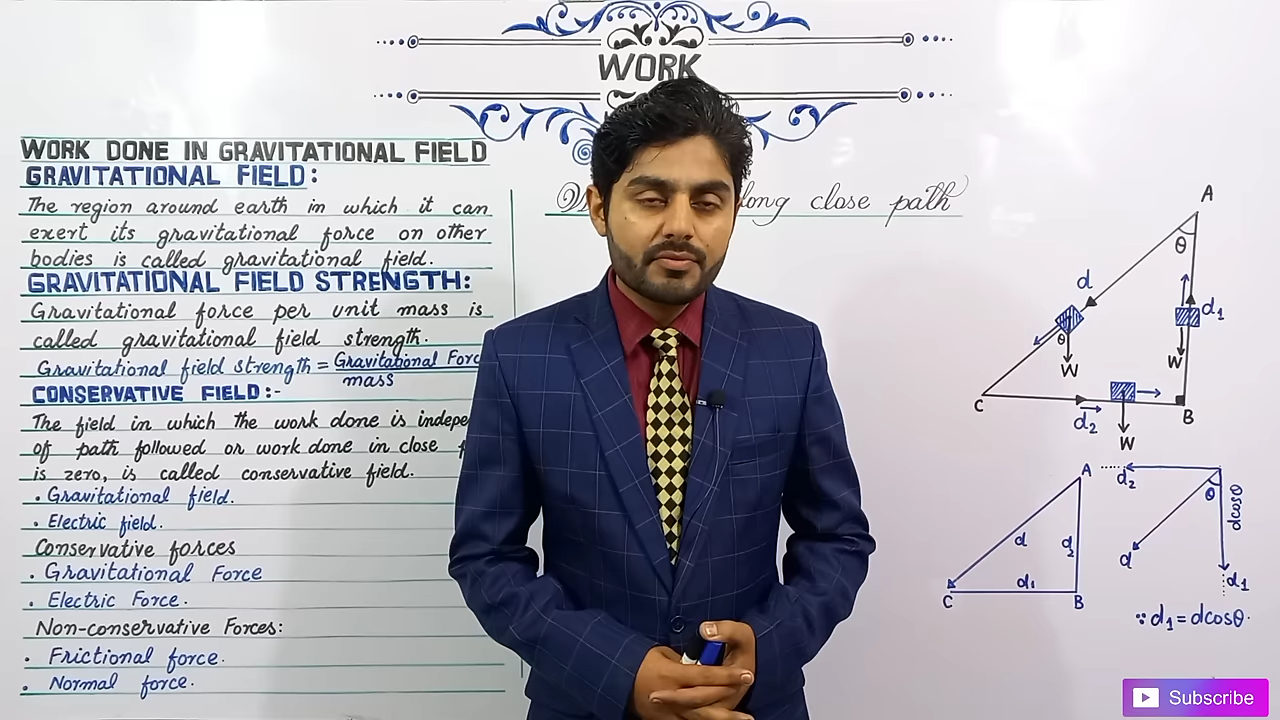 WORK
WORK DONE IN GRAVITATIONAL FIELD
GRAVITATIONAL FIELD:
The region around earth in which it can
exert its gravitational force on other
bodies is called gravitational field.
GRAVITATIONAL FIELD STRENGTH:
Gravitational force per unit mass is
called gravitational field strength.
Gravitational field strength = Gravitational Forc
mass
CONSERVATIVE FIELD:-
The field in which the work done is indepe
of path followed or work done in close
is zero, is called conservative field.
• Gravitational field.
• Electric field.
Conservative forces
• Gravitational Force
• Electric Force.
Non-conservative Forces:
• Frictional force.
• Normal force.
long close path
A
θ
d
d1
θ
W
W
C
d2
B
W
A
d
d2
d1
C
B
d2
θ
dcosθ
d
d1
∵ d1 = dcosθ.
Subscribe